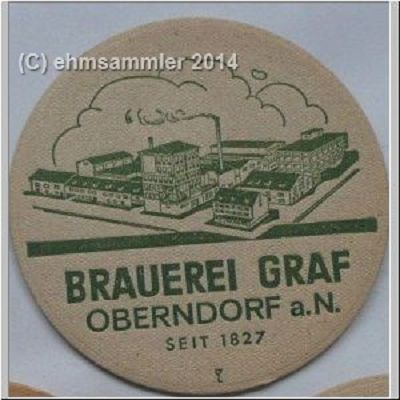 (C) ehmsammler 2014
BRAUEREI GRAF
OBERNDORF a.N.
SEIT 1827